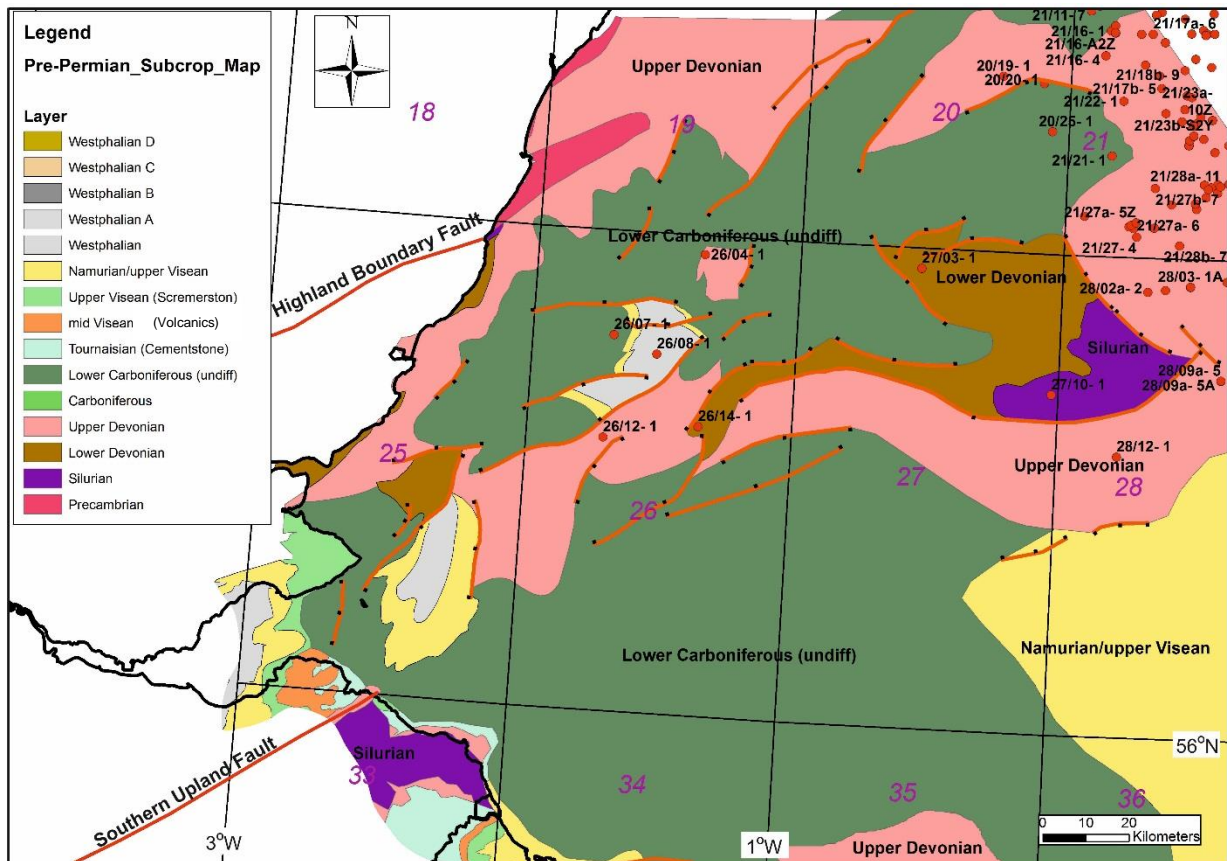 Legend
Pre-Permian_Subcrop_Map
Layer
Westphalian D
Westphalian C
Westphalian B
Westphalian A
Westphalian
Namurian/upper Visean
Upper Visean (Scremerston)
mid Visean (Volcanics)
Tournaisian (Cementstone)
Lower Carboniferous (undiff)
Carboniferous
Upper Devonian
Lower Devonian
Silurian
Precambrian
N
18
Upper Devonian
19
20
21
21/11- 7
21/16- 1
21/16-A2Z
21/16- 4
21/17a- 6
20/19- 1
20/20- 1
21/18b- 9
21/17b- 5
21/22- 1
21/23a-
10Z
20/25- 1
21/23b-S2Y
21/21- 1
21/28a- 11
21/27b- 7
21/27a- 5Z
21/27a- 6
21/27- 4
21/28b- 7
Highland Boundary Fault
Lower Carboniferous (undiff)
26/04- 1
27/03- 1
Lower Devonian
28/03- 1A
28/02a- 2
26/07- 1
26/08- 1
Silurian
28/09a- 5
28/09a- 5A
27/10- 1
26/12- 1
26/14- 1
25
28/12- 1
Upper Devonian
26
27
28
Lower Carboniferous (undiff)
Namurian/upper Visean
Southern Upland Fault
Silurian
33
34
35
36
56°N
3°W
1°W
Upper Devonian
0 10 20
Kilometers